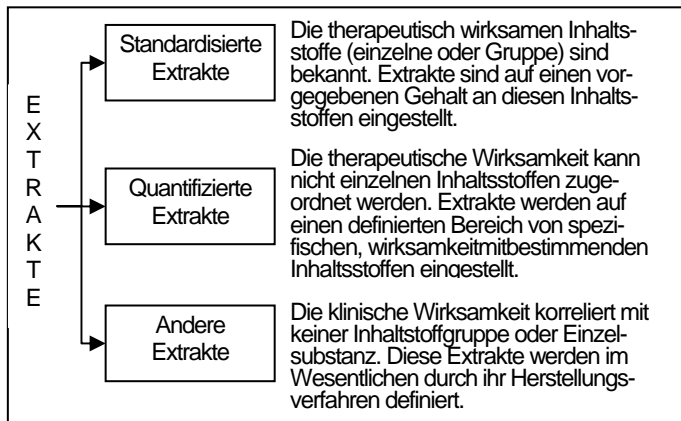 EXTRAKTE
Standardisierte
Extrakte
Die therapeutisch wirksamen Inhalts-
stoffe (einzelne oder Gruppe) sind
bekannt. Extrakte sind auf einen vor-
gegebenen Gehalt an diesen Inhalts-
stoffen eingestellt.
Quantifizierte
Extrakte
Die therapeutische Wirksamkeit kann
nicht einzelnen Inhaltsstoffen zuge-
ordnet werden. Extrakte werden auf
einen definierten Bereich von spezi-
fischen, wirksamkeitmitbestimmenden
Inhaltsstoffen eingestellt.
Andere
Extrakte
Die klinische Wirksamkeit korreliert mit
keiner Inhaltstoffgruppe oder Einzel-
substanz. Diese Extrakte werden im
Wesentlichen durch ihr Herstellungs-
verfahren definiert.